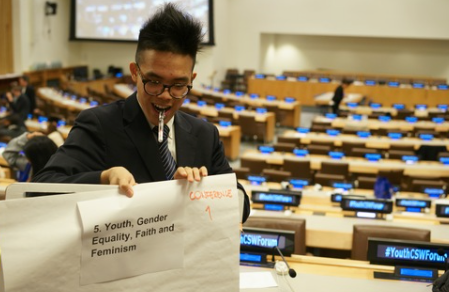 5. Youth, Gender
Equality, Faith and
Feminism
CONFERENCE
1
#YouthCSWForum
#YouthCSWForum